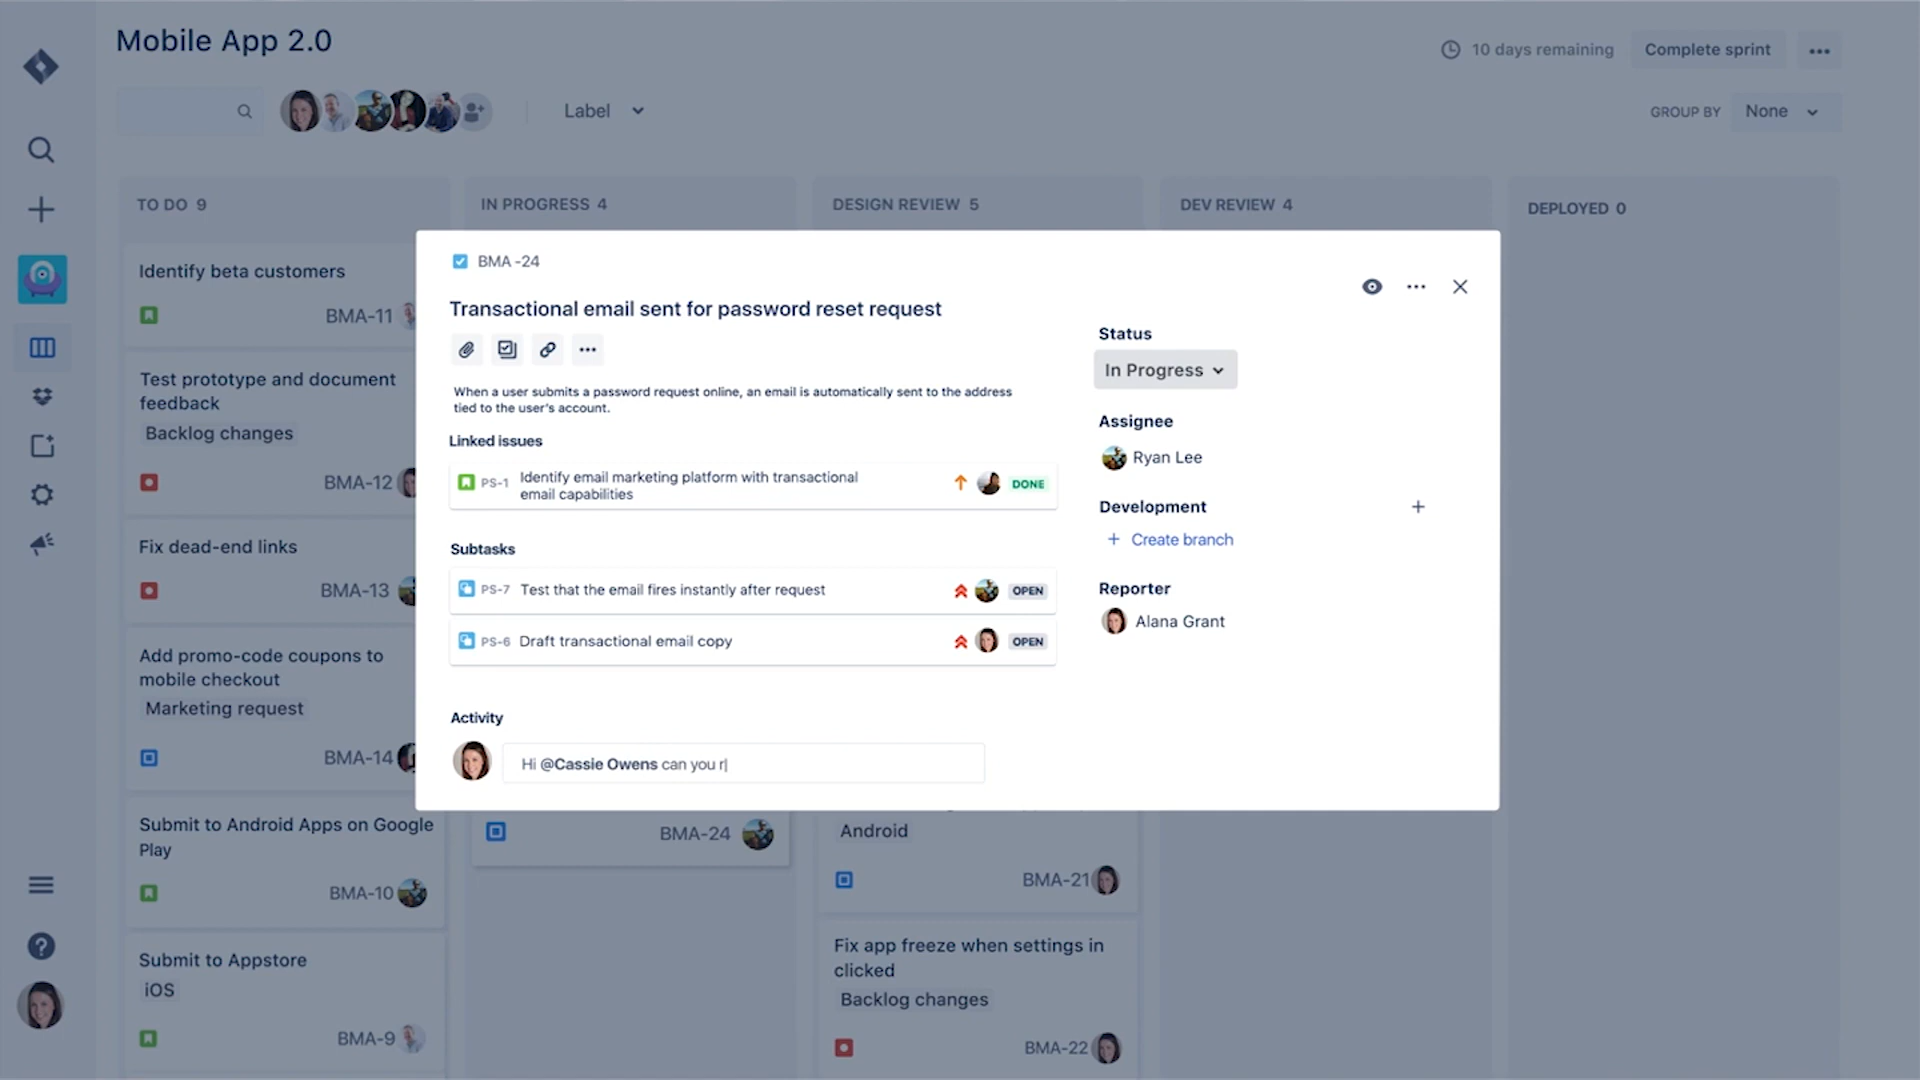 Mobile App 2.0
10 days remaining
Complete sprint
Label
GROUP BY
None
TO DO 9
IN PROGRESS 4
DESIGN REVIEW 5
DEV REVIEW 4
DEPLOYED 0
Identify beta customers
BMA-11
Test prototype and document
feedback
Backlog changes
BMA-12
Fix dead-end links
BMA-13
Add promo-code coupons to
mobile checkout
Marketing request
BMA-14
Submit to Android Apps on Google
Play
BMA-10
Submit to Appstore
iOS
BMA-9
BMA -24
Transactional email sent for password reset request
When a user submits a password request online, an email is automatically sent to the address
tied to the user's account.
Linked issues
PS-1
Identify email marketing platform with transactional
email capabilities
DONE
Subtasks
PS-7 Test that the email fires instantly after request
OPEN
PS-6 Draft transactional email copy
OPEN
Activity
Hi @Cassie Owens can you r
Status
In Progress
Assignee
Ryan Lee
Development
+
+ Create branch
Reporter
Alana Grant
BMA-24
Android
BMA-21
Fix app freeze when settings in
clicked
Backlog changes
BMA-22